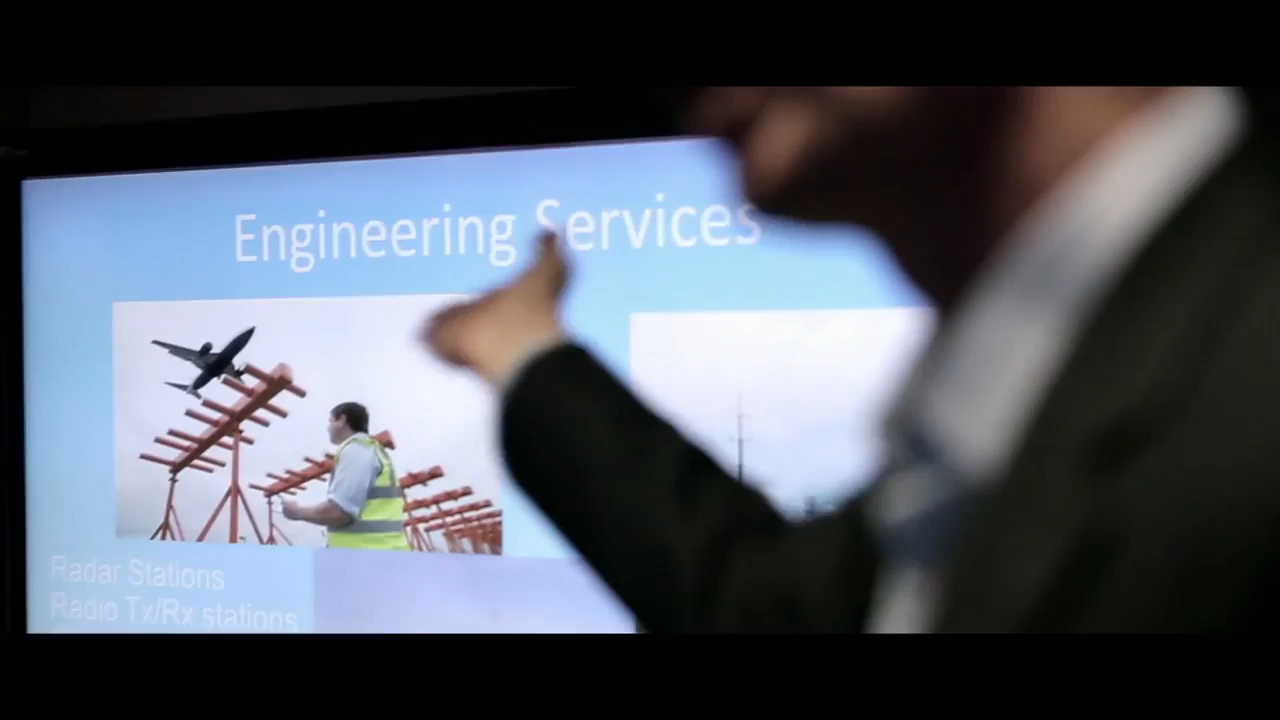 Engineering Services
Radar Stations
Radio Tx/Rx stations